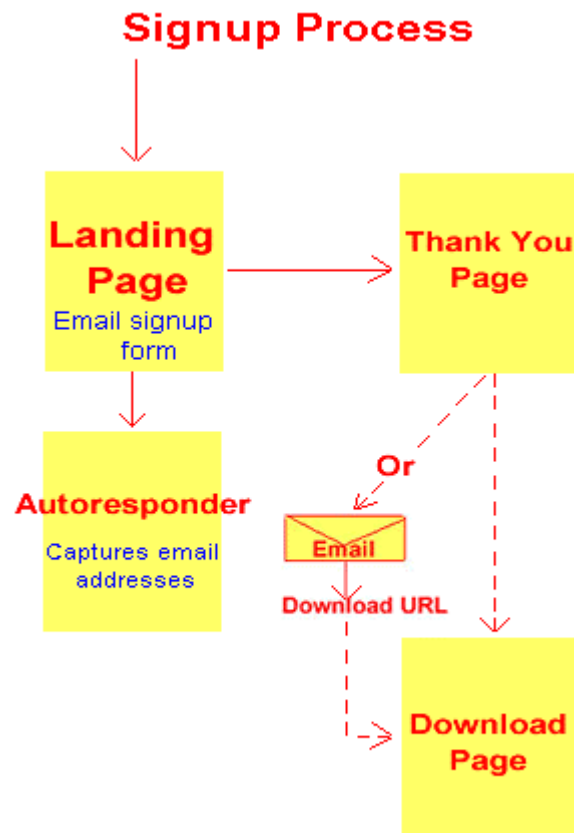 Signup Process
Landing
Page
Email signup
form
Thank You
Page
Autoresponder
Captures email
addresses
Or
Email
Download URL
Download
Page